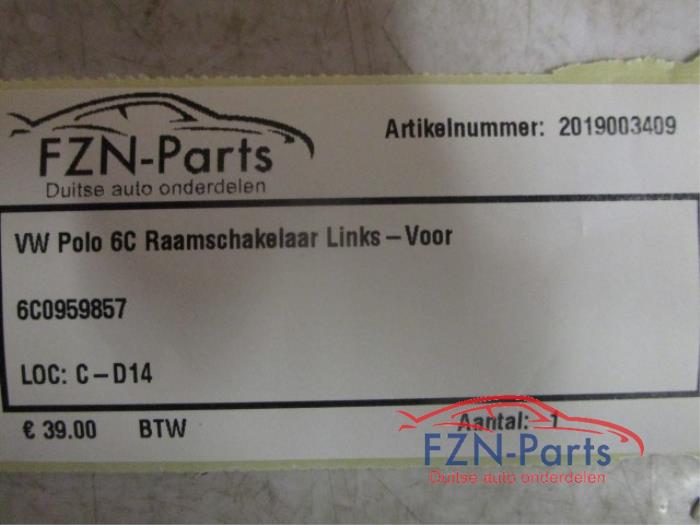 FZN-Parts
Duitse auto onderdelen
Artikelnummer: 2019003409
VW Polo 6C Raamschakelaar Links-Voor
6C0959857
LOC: C-D14
€ 39.00 BTW Aantal: 1
FZN-Parts
Duitse auto onderdelen